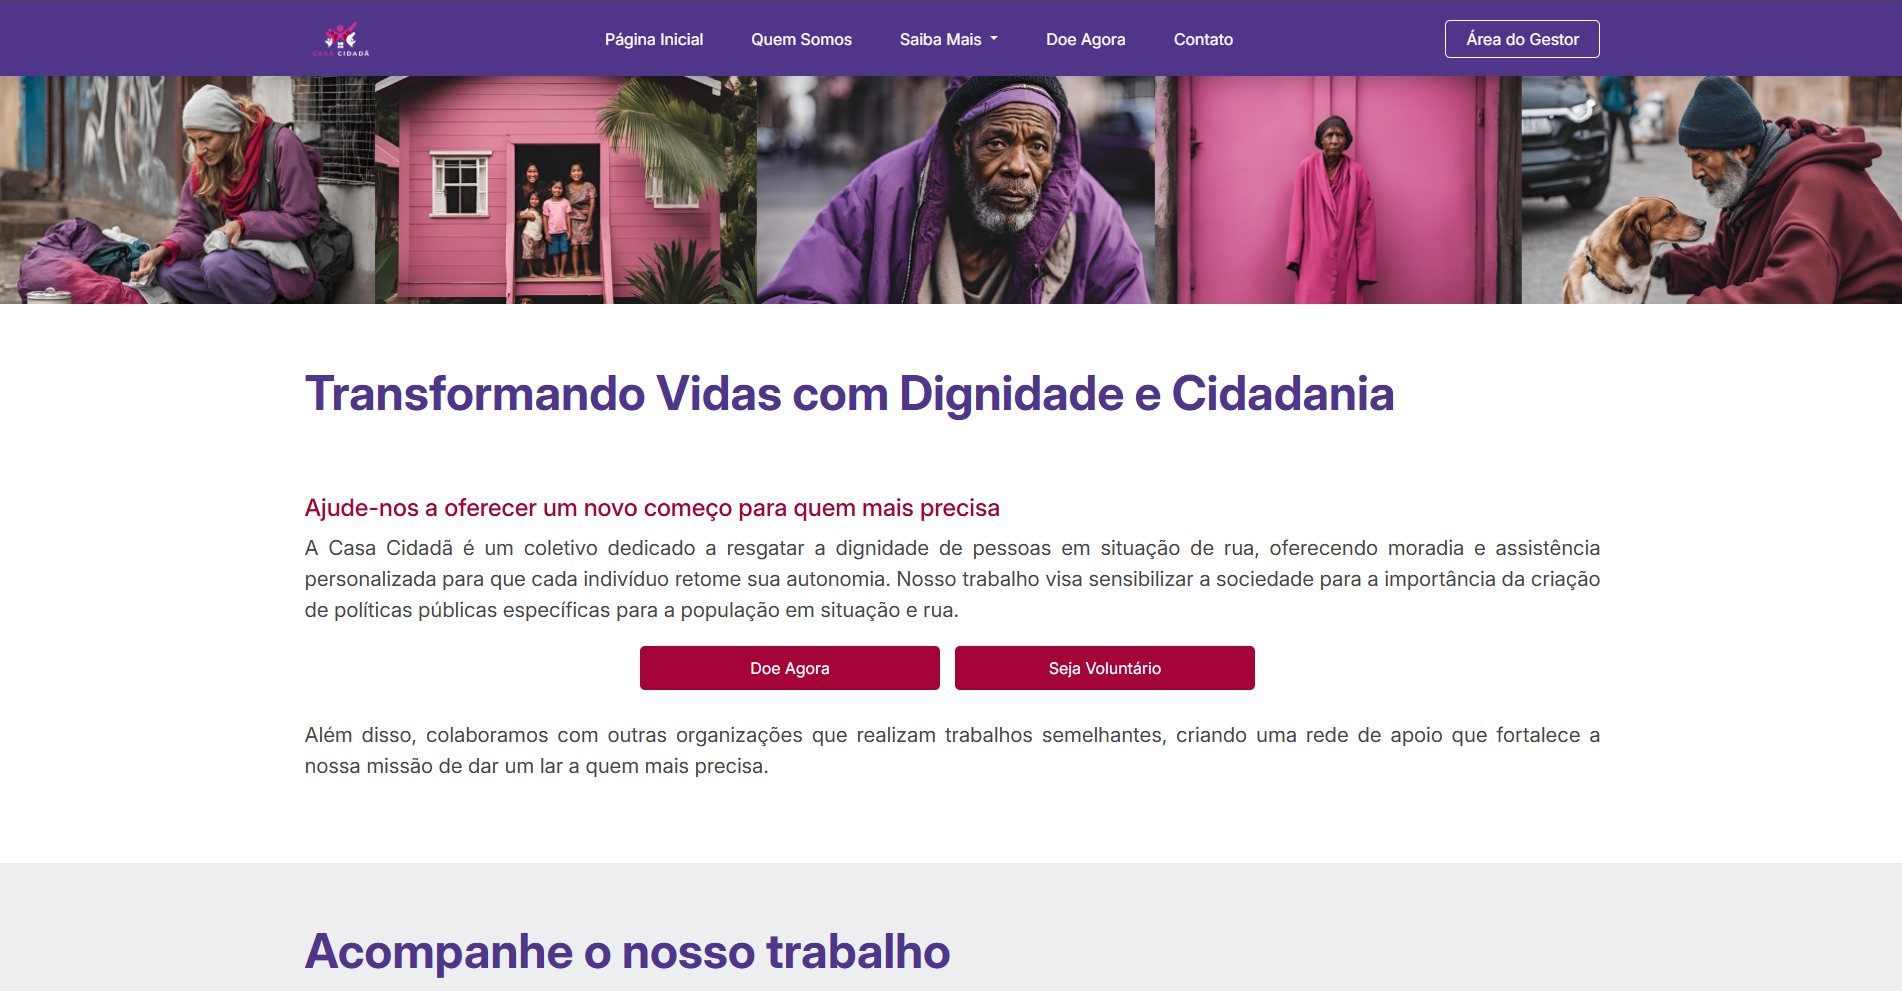 CASA CIDADÃ
Página Inicial
Quem Somos
Saiba Mais
Doe Agora
Contato
Área do Gestor
Transformando Vidas com Dignidade e Cidadania
Ajude-nos a oferecer um novo começo para quem mais precisa
A Casa Cidadã é um coletivo dedicado a resgatar a dignidade de pessoas em situação de rua, oferecendo moradia e assistência
personalizada para que cada indivíduo retome sua autonomia. Nosso trabalho visa sensibilizar a sociedade para a importância da criação
de políticas públicas específicas para a população em situação e rua.
Doe Agora
Seja Voluntário
Além disso, colaboramos com outras organizações que realizam trabalhos semelhantes, criando uma rede de apoio que fortalece a
nossa missão de dar um lar a quem mais precisa.
Acompanhe o nosso trabalho